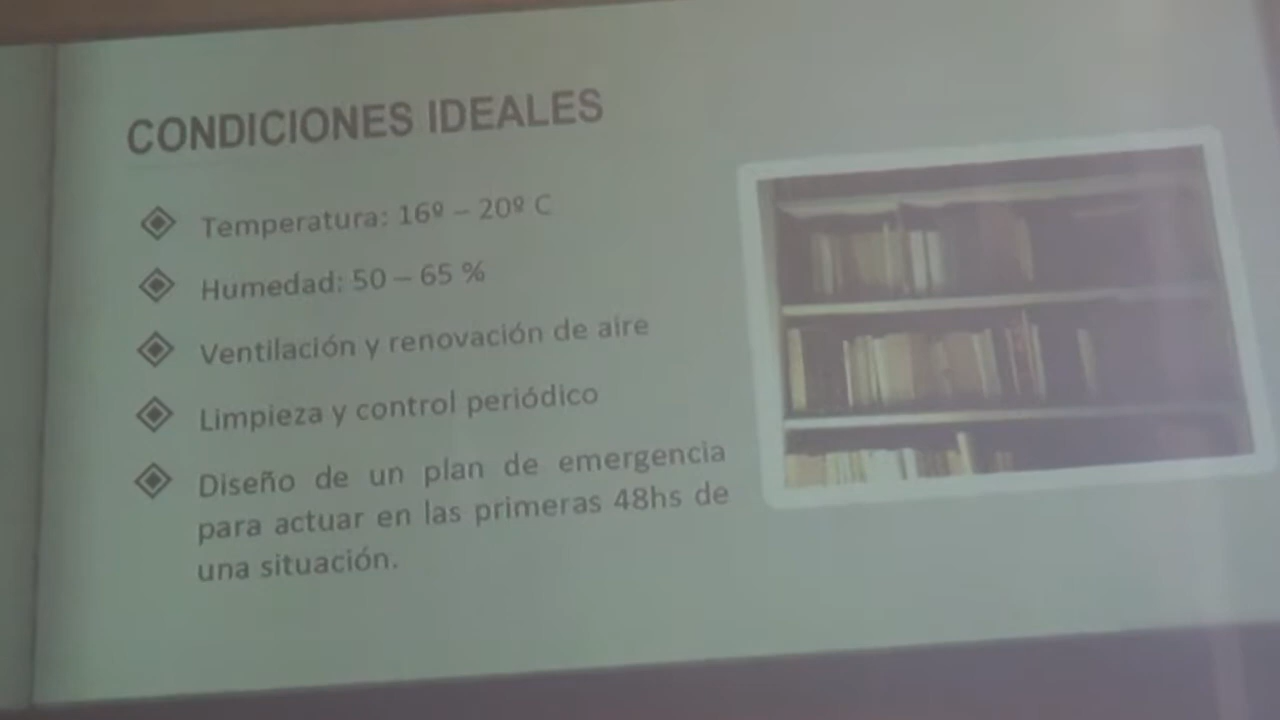 CONDICIONES IDEALES
Temperatura: 16º – 20º C
Humedad: 50 – 65 %
Ventilación y renovación de aire
Limpieza y control periódico
Diseño de un plan de emergencia
para actuar en las primeras 48hs de
una situación.